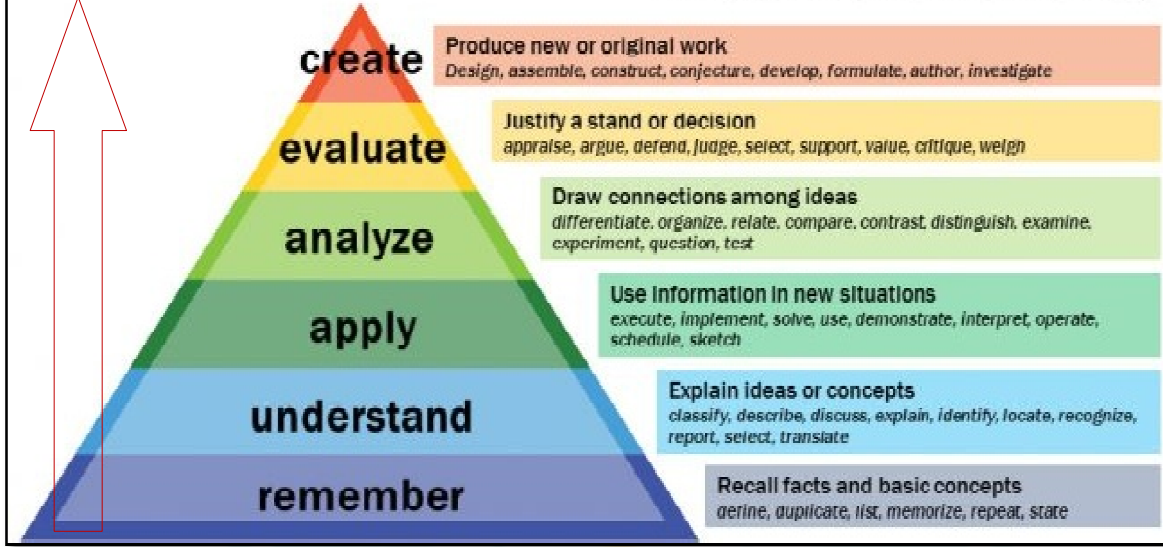 create
Produce new or original work
Design, assemble, construct, conjecture, develop, formulate, author, investigate
evaluate
Justify a stand or decision
appraise, argue, defend, judge, select, support, value, critique, weigh
analyze
Draw connections among ideas
differentiate, organize, relate, compare, contrast, distinguish, examine,
experiment, question, test
apply
Use information in new situations
execute, implement, solve, use, demonstrate, interpret, operate,
schedule, sketch
understand
Explain ideas or concepts
classify, describe, discuss, explain, identify, locate, recognize,
report, select, translate
remember
Recall facts and basic concepts
define, duplicate, list, memorize, repeat, state